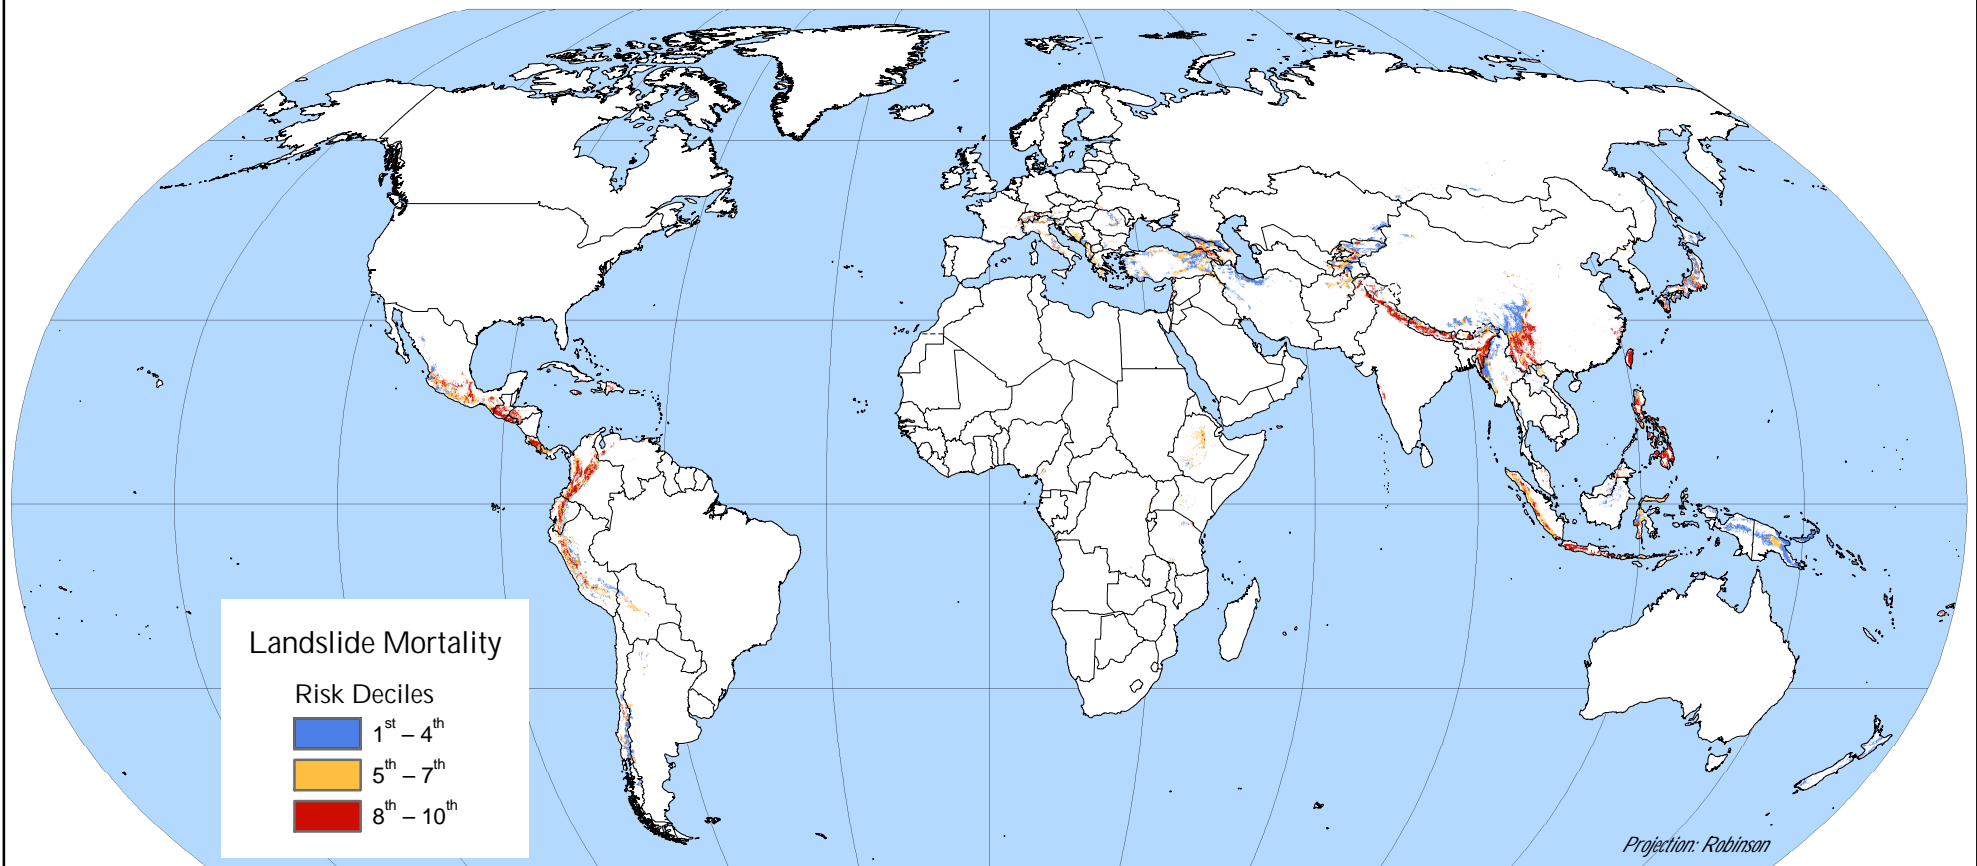 Landslide Mortality
Risk Deciles
1st – 4th
5th – 7th
8th – 10th
Projection: Robinson